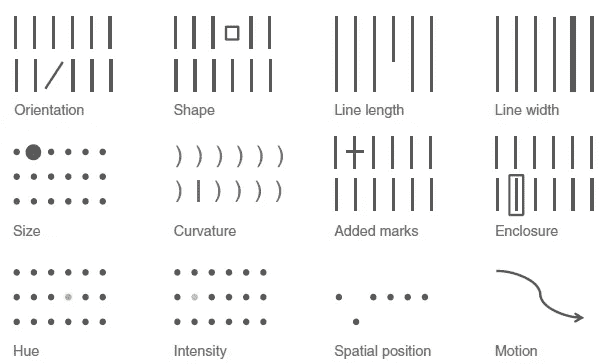 Orientation
Shape
Line length
Line width
Size
Curvature
Added marks
Enclosure
Hue
Intensity
Spatial position
Motion